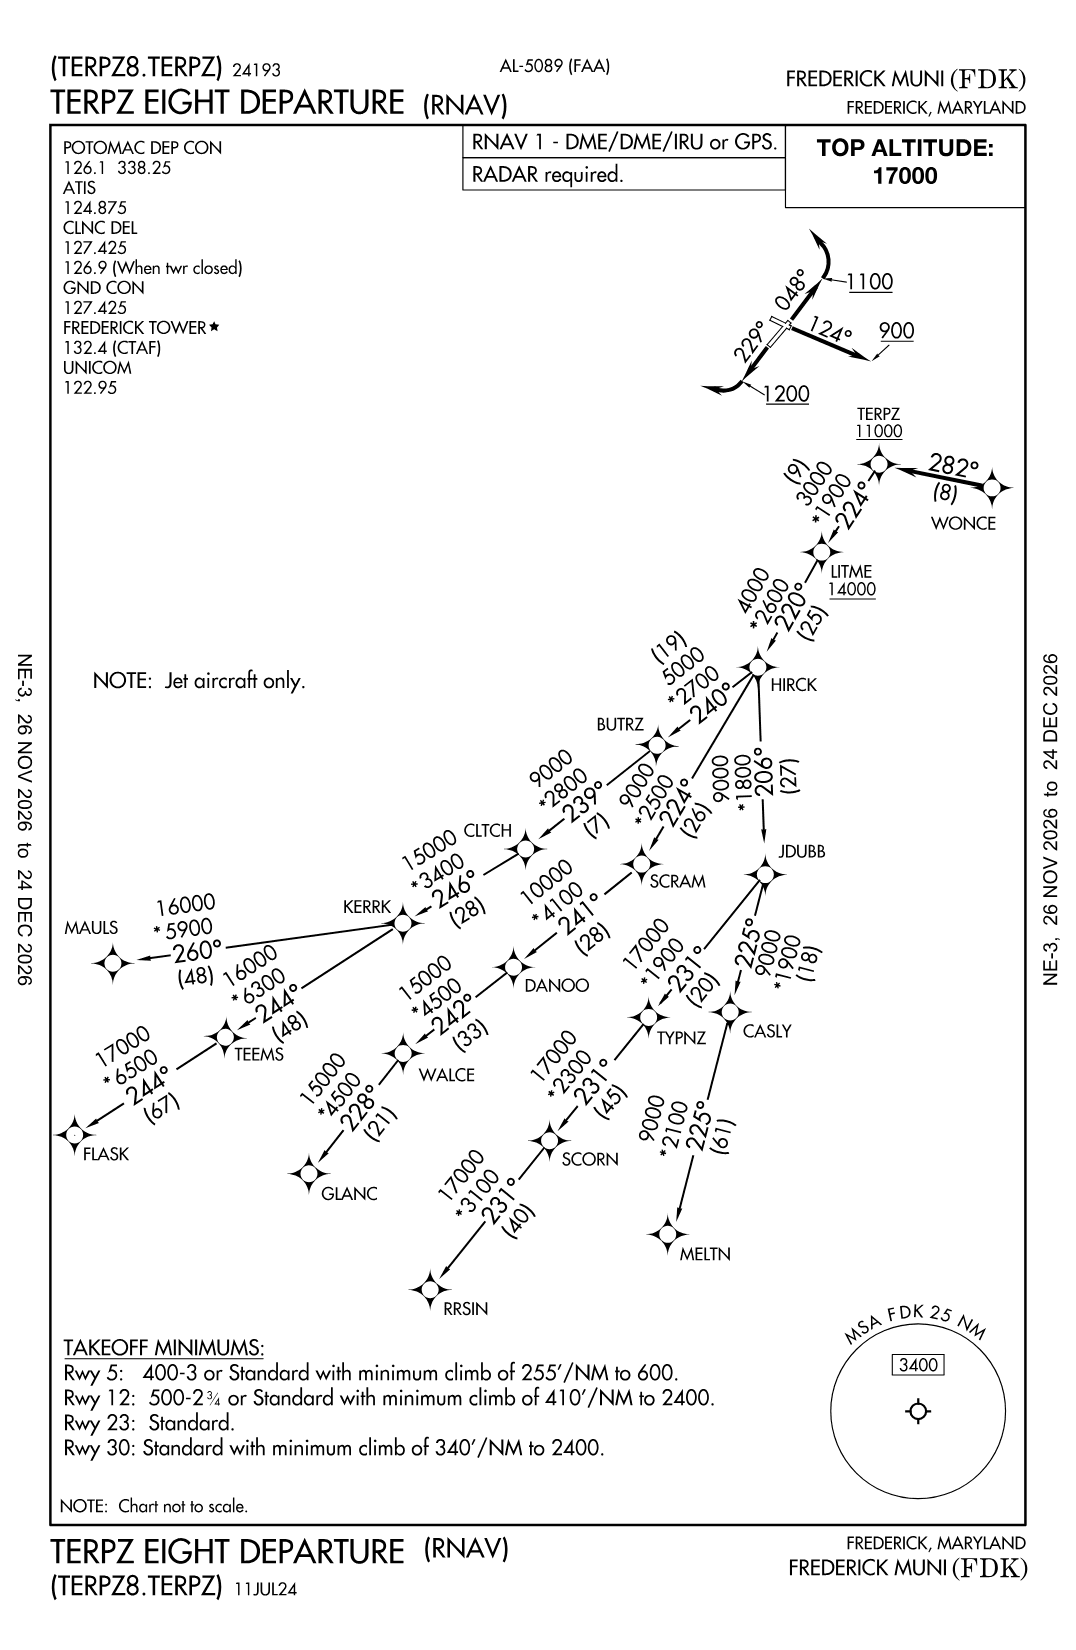 (TERPZ8.TERPZ) 24193
AL-5089 (FAA)
FREDERICK MUNI (FDK)
TERPZ EIGHT DEPARTURE (RNAV)
FREDERICK, MARYLAND
POTOMAC DEP CON
126.1 338.25
ATIS
124.875
CLNC DEL
127.425
126.9 (When twr closed)
GND CON
127.425
FREDERICK TOWER★
132.4 (CTAF)
UNICOM
122.95
RNAV 1 - DME/DME/IRU or GPS.
RADAR required.
TOP ALTITUDE:
17000
048°
1100
124°
900
229°
1200
TERPZ
11000
282°
(8)
WONCE
(9)
3000
*1900
224°
LITME
14000
4000
*2600
220°
(25)
HIRCK
(19)
5000
*2700
240°
BUTRZ
NOTE: Jet aircraft only.
9000
*2800
239°
(7)
9000
*2500
224°
(26)
9000
*1800
206°
(27)
CLTCH
JDUBB
15000
*3400
246°
(28)
SCRAM
10000
*4100
241°
(28)
KERRK
MAULS
16000
*5900
260°
(48)
16000
*6300
244°
(48)
TEEMS
DANOO
15000
*4500
242°
(33)
WALCE
17000
*1900
231°
(20)
TYPNZ
225°
9000
*1900
(18)
CASLY
17000
*6500
244°
(67)
FLASK
15000
*4500
228°
(21)
GLANC
17000
*2300
231°
(45)
SCORN
9000
*2100
225°
(61)
MELTN
17000
*3100
231°
(40)
RRSIN
TAKEOFF MINIMUMS:
Rwy 5: 400-3 or Standard with minimum climb of 255'/NM to 600.
Rwy 12: 500-2¾ or Standard with minimum climb of 410'/NM to 2400.
Rwy 23: Standard.
Rwy 30: Standard with minimum climb of 340'/NM to 2400.
NOTE: Chart not to scale.
MSA FDK 25 NM
3400
NE-3, 26 NOV 2026 to 24 DEC 2026
NE-3, 26 NOV 2026 to 24 DEC 2026
TERPZ EIGHT DEPARTURE (RNAV)
(TERPZ8.TERPZ) 11JUL24
FREDERICK, MARYLAND
FREDERICK MUNI (FDK)